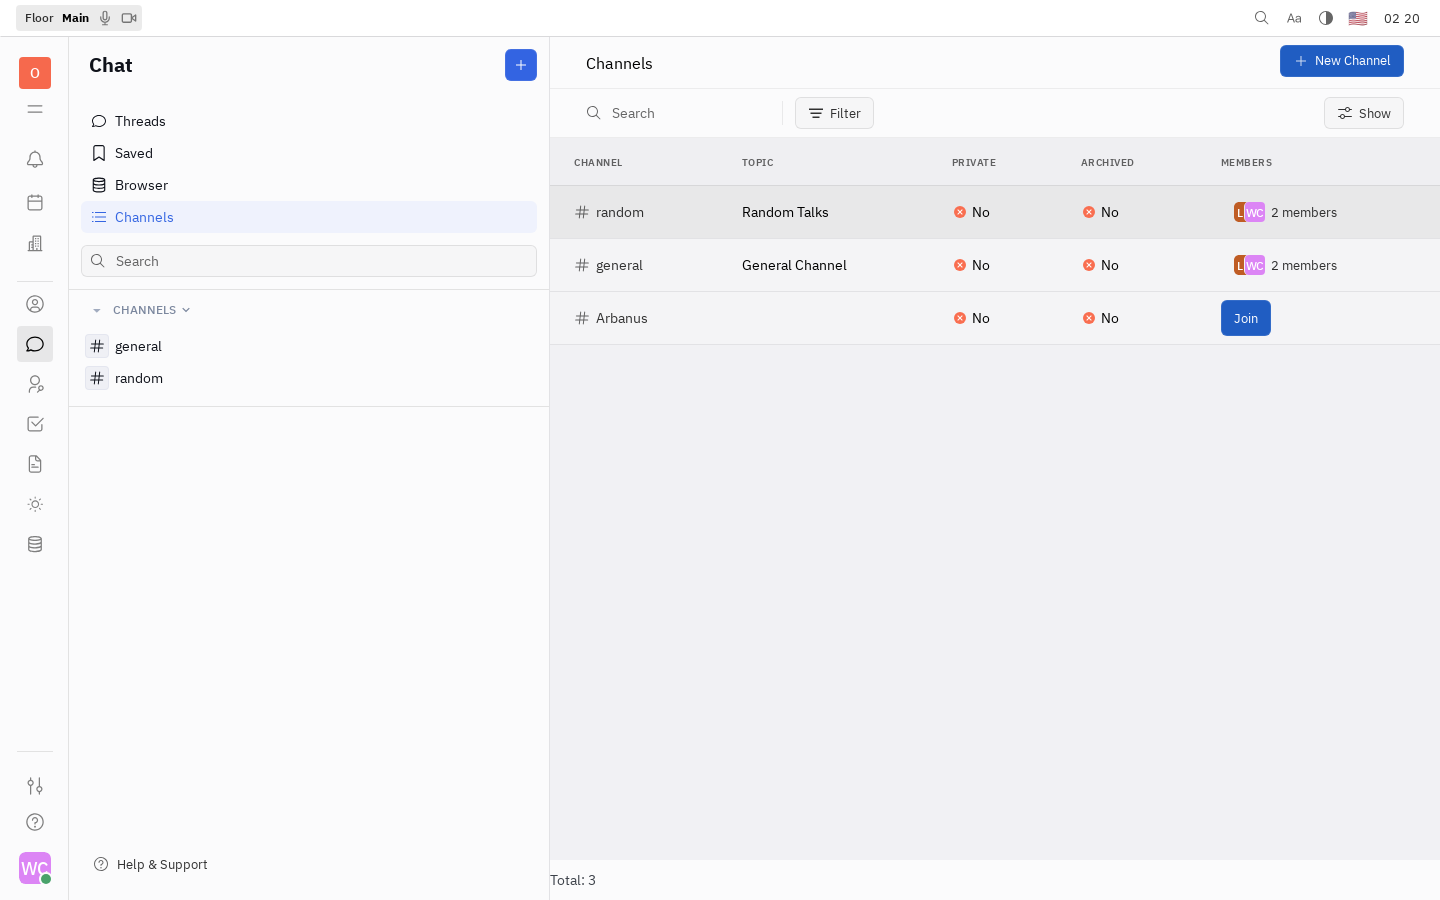 Floor Main
Aa
02 20
O
Chat
Threads
Saved
Browser
Channels
Search
CHANNELS
general
random
Help & Support
WC
Channels
New Channel
Search
Filter
Show
CHANNEL TOPIC PRIVATE ARCHIVED MEMBERS
random Random Talks No No L WC 2 members
general General Channel No No L WC 2 members
Arbanus No No Join
Total: 3